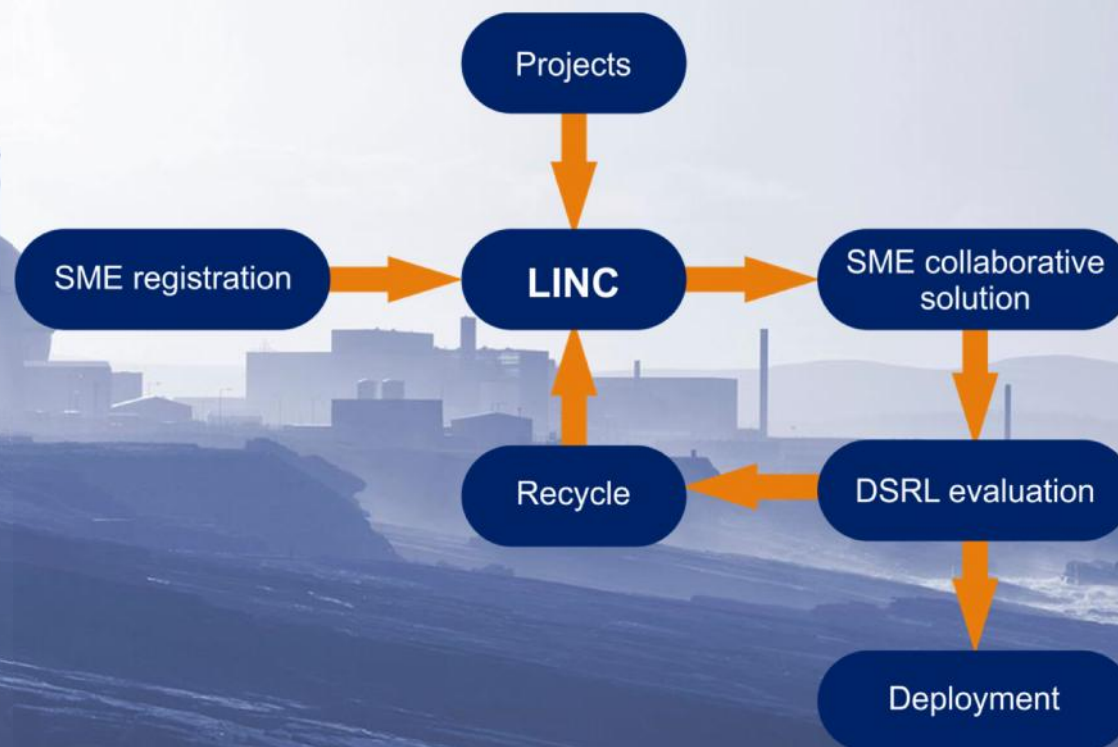 Projects
SME registration
LINC
SME collaborative
solution
Recycle
DSRL evaluation
Deployment